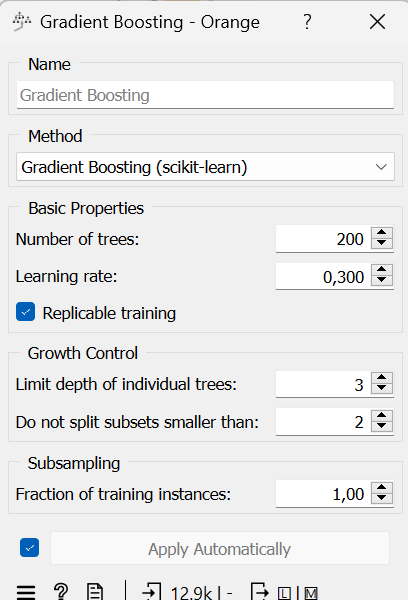 Gradient Boosting - Orange ?
Name
Gradient Boosting
Method
Gradient Boosting (scikit-learn)
Basic Properties
Number of trees: 200
Learning rate: 0,300
Replicable training
Growth Control
Limit depth of individual trees: 3
Do not split subsets smaller than: 2
Subsampling
Fraction of training instances: 1,00
Apply Automatically
? 12.9k | - L | M